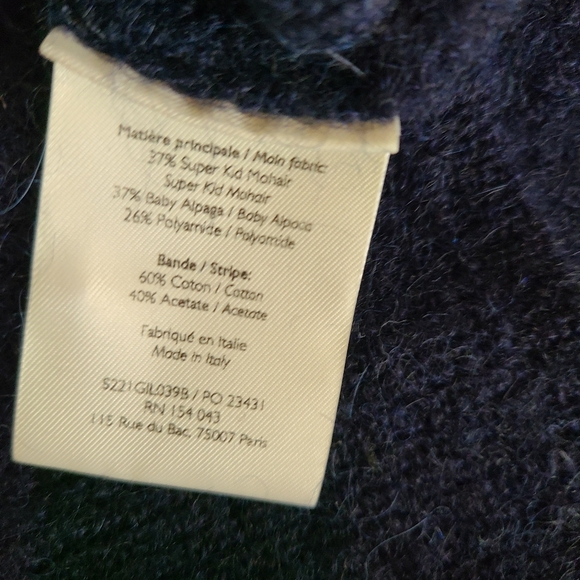 Matière principale / Main fabric:
37% Super Kid Mohair
Super Kid Mohair
37% Baby Alpaga / Baby Alpaca
26% Polyamide / Polyamide
Bande / Stripe:
60% Coton / Cotton
40% Acetate / Acetate
Fabriqué en Italie
Made in Italy
S221GIL039B / PO 23431
RN 154 043
115 Rue du Bac, 75007 Paris